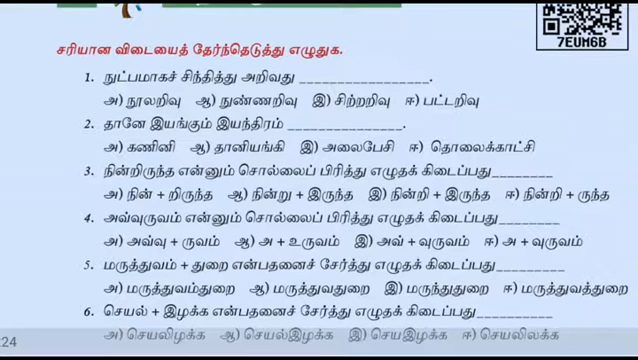 7EUM6B
சரியான விடையைத் தேர்ந்தெடுத்து எழுதுக.
1. நுட்பமாகச் சிந்தித்து அறிவது _________________.
அ) நூலறிவு ஆ) நுண்ணறிவு இ) சிற்றறிவு ஈ) பட்டறிவு
2. தானே இயங்கும் இயந்திரம் _______________.
அ) கணினி ஆ) தானியங்கி இ) அலைபேசி ஈ) தொலைக்காட்சி
3. நின்றிருந்த என்னும் சொல்லைப் பிரித்து எழுதக் கிடைப்பது________
அ) நின் + றிருந்த ஆ) நின்று + இருந்த இ) நின்றி + இருந்த ஈ) நின்றி + ருந்த
4. அவ்வுருவம் என்னும் சொல்லைப் பிரித்து எழுதக் கிடைப்பது________
அ) அவ்வு + ருவம் ஆ) அ + உருவம் இ) அவ் + வுருவம் ஈ) அ + வுருவம்
5. மருத்துவம் + துறை என்பதனைச் சேர்த்து எழுதக் கிடைப்பது_________
அ) மருத்துவம்துறை ஆ) மருத்துவதுறை இ) மருந்துதுறை ஈ) மருத்துவத்துறை
6. செயல் + இழக்க என்பதனைச் சேர்த்து எழுதக் கிடைப்பது__________
:24 அ) செயலிழக்க ஆ) செயல்இழக்க இ) செயஇழக்க ஈ) செயலிலக்க